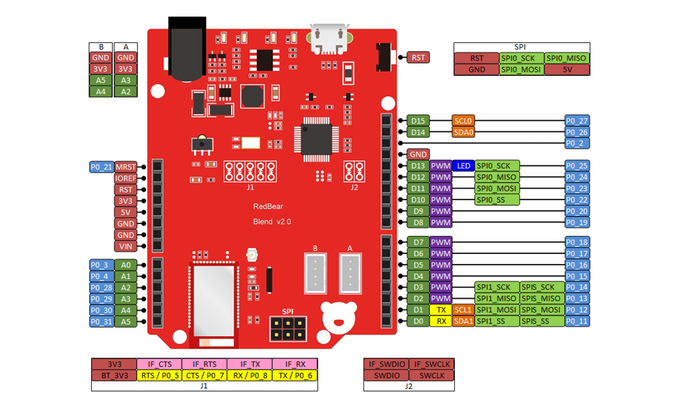 B A
GND GND
3V3 3V3
A5 A3
A4 A2
RST
SPI
RST SPI0_SCK SPI0_MISO
GND SPI0_MOSI 5V
D15 SCL0 P0_27
D14 SDA0 P0_26
P0_2
GND
P0_21 MRST
D13 PWM LED SPI0_SCK P0_25
IOREF
D12 PWM SPI0_MISO P0_24
RST
D11 PWM SPI0_MOSI P0_23
3V3
D10 PWM SPI0_SS P0_22
5V
D9 PWM P0_20
GND
D8 PWM P0_19
GND
VIN
J1 J2
RedBear
Blend v2.0
D7 PWM P0_18
D6 PWM P0_17
B A
P0_3 A0
D5 PWM P0_16
P0_4 A1
D4 PWM P0_15
P0_28 A2
D3 PWM SPI1_SCK SPIS_SCK P0_14
P0_29 A3
D2 PWM SPI1_MISO SPIS_MISO P0_13
P0_30 A4
D1 TX SCL1 SPI1_MOSI SPIS_MOSI P0_12
P0_31 A5
D0 RX SDA1 SPI1_SS SPIS_SS P0_11
SPI
3V3 IF_CTS IF_RTS IF_TX IF_RX
BT_3V3 RTS / P0_5 CTS / P0_7 RX / P0_8 TX / P0_6
J1
IF_SWDIO IF_SWCLK
SWDIO SWCLK
J2